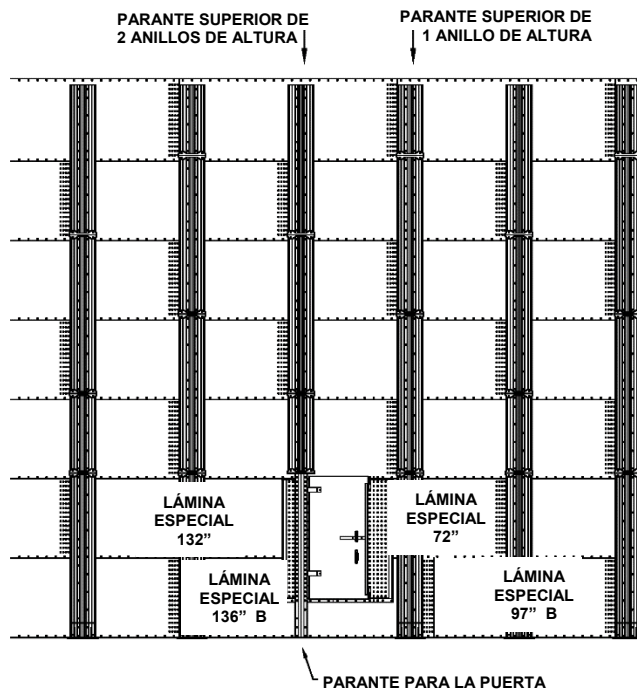 PARANTE SUPERIOR DE
2 ANILLOS DE ALTURA
PARANTE SUPERIOR DE
1 ANILLO DE ALTURA
LÁMINA
ESPECIAL
132”
LÁMINA
ESPECIAL
72”
LÁMINA
ESPECIAL
136” B
LÁMINA
ESPECIAL
97” B
PARANTE PARA LA PUERTA